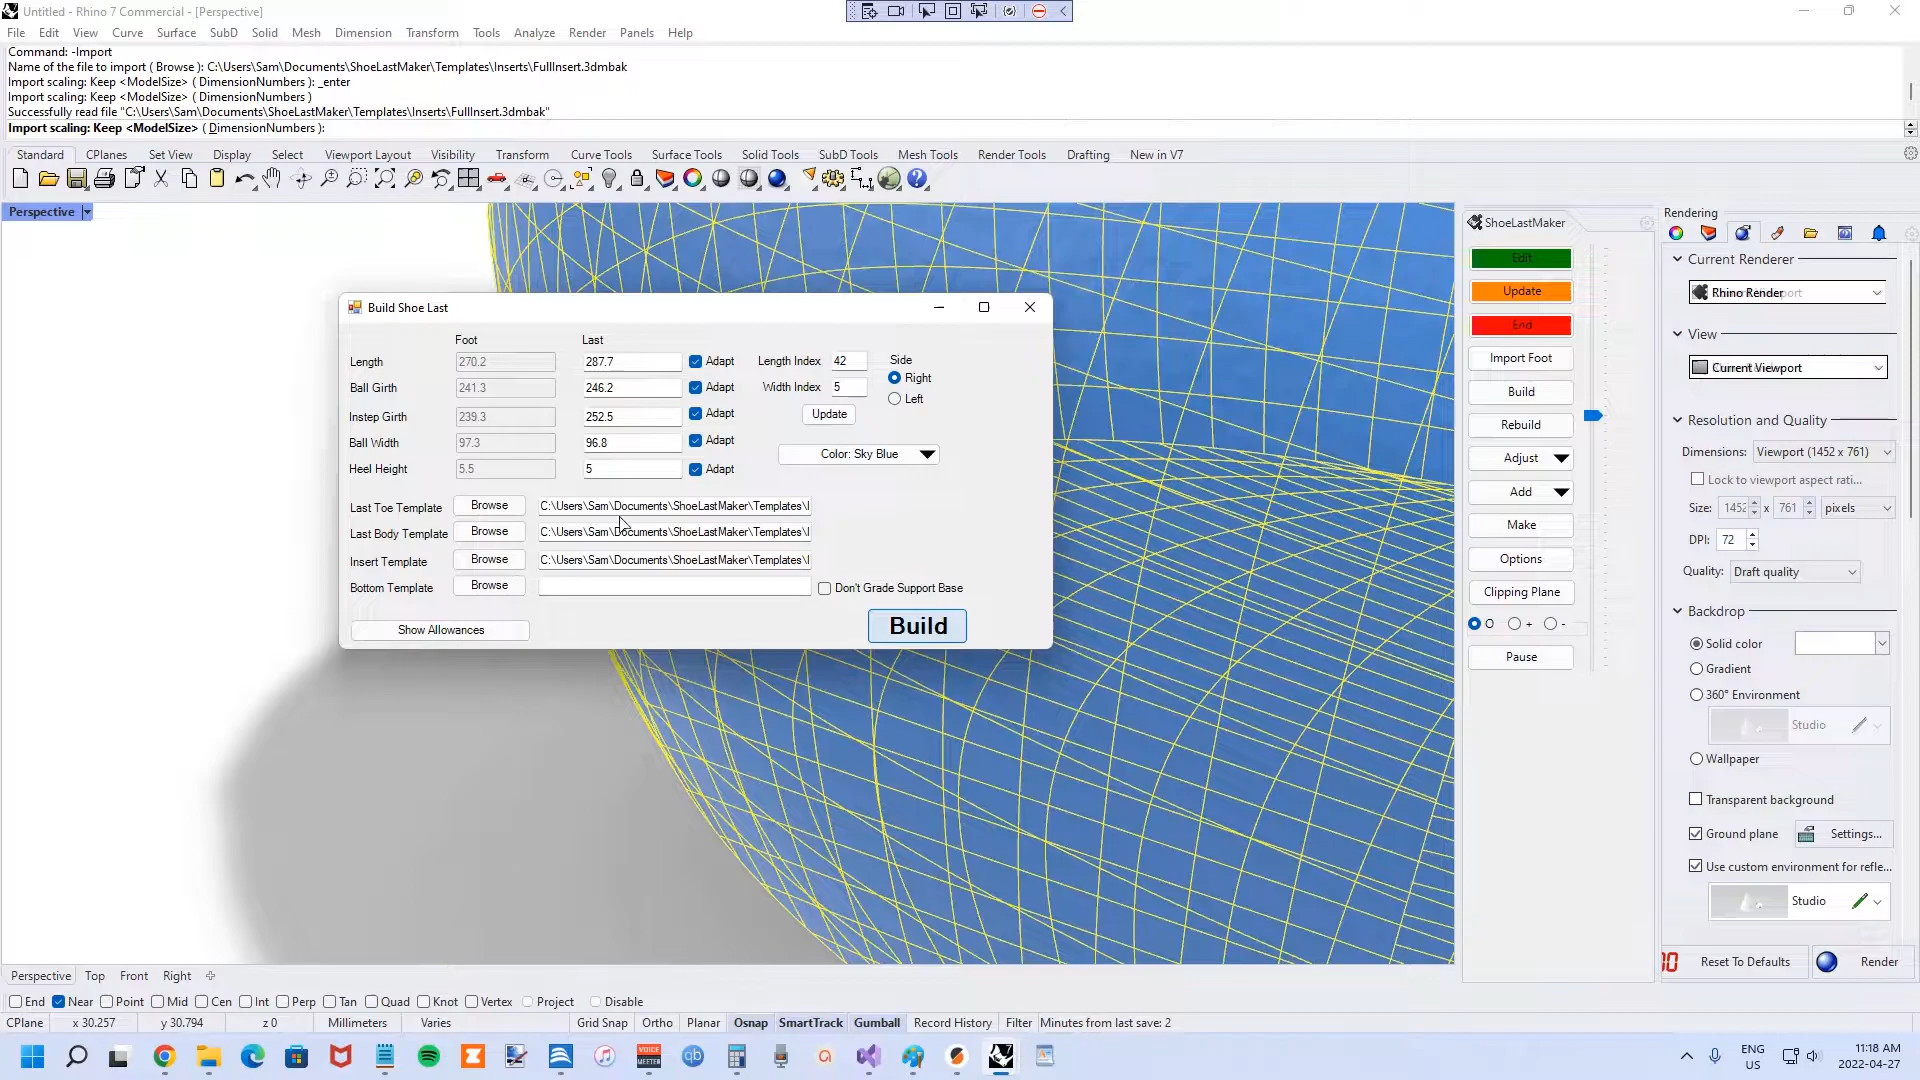 Untitled - Rhino 7 Commercial - [Perspective]
File Edit View Curve Surface SubD Solid Mesh Dimension Transform Tools Analyze Render Panels Help
Command: -Import
Name of the file to import ( Browse ): C:\Users\Sam\Documents\ShoeLastMaker\Templates\Inserts\FullInsert.3dmbak
Import scaling: Keep <ModelSize> ( DimensionNumbers ): _enter
Import scaling: Keep <ModelSize> ( DimensionNumbers )
Successfully read file "C:\Users\Sam\Documents\ShoeLastMaker\Templates\Inserts\FullInsert.3dmbak"
Import scaling: Keep <ModelSize> ( DimensionNumbers ):
Standard CPlanes Set View Display Select Viewport Layout Visibility Transform Curve Tools Surface Tools Solid Tools SubD Tools Mesh Tools Render Tools Drafting New in V7
Perspective
Build Shoe Last
Foot Last
Length 270.2 287.7 Adapt Length Index 42 Side
Right
Ball Girth 241.3 246.2 Adapt Width Index 5
Left
Instep Girth 239.3 252.5 Adapt Update
Ball Width 97.3 96.8 Adapt
Color: Sky Blue
Heel Height 5.5 5 Adapt
Last Toe Template Browse C:\Users\Sam\Documents\ShoeLastMaker\Templates\
Last Body Template Browse C:\Users\Sam\Documents\ShoeLastMaker\Templates\
Insert Template Browse C:\Users\Sam\Documents\ShoeLastMaker\Templates\
Bottom Template Browse Don't Grade Support Base
Show Allowances Build
ShoeLastMaker
Edit
Update
End
Import Foot
Build
Rebuild
Adjust
Add
Make
Options
Clipping Plane
O + -
Pause
Rendering
Current Renderer
Rhino Render
View
Current Viewport
Resolution and Quality
Dimensions: Viewport (1452 x 761)
Lock to viewport aspect rati...
Size: 1452 x 761 pixels
DPI: 72
Quality: Draft quality
Backdrop
Solid color
Gradient
360° Environment
Studio
Wallpaper
Transparent background
Ground plane Settings...
Use custom environment for refle...
Studio
Reset To Defaults Render
Perspective Top Front Right
End Near Point Mid Cen Int Perp Tan Quad Knot Vertex Project Disable
CPlane x 30.257 y 30.794 z 0 Millimeters Varies Grid Snap Ortho Planar Osnap SmartTrack Gumball Record History Filter Minutes from last save: 2
VOICE MEETER
qb
ENG
US
11:18 AM
2022-04-27